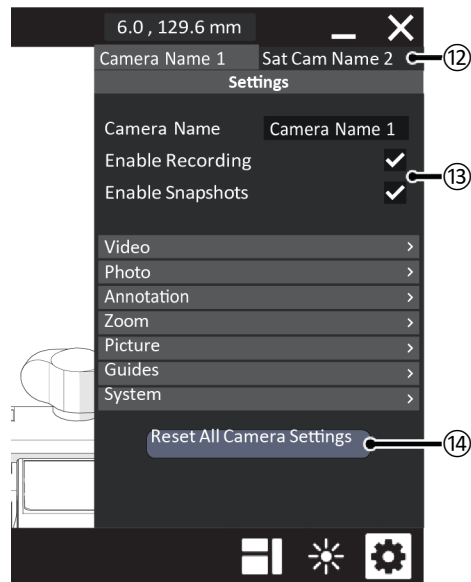 6.0 , 129.6 mm
Camera Name 1 Sat Cam Name 2 12
Settings
Camera Name Camera Name 1
Enable Recording
13
Enable Snapshots
Video
Photo
Annotation
Zoom
Picture
Guides
System
Reset All Camera Settings 14